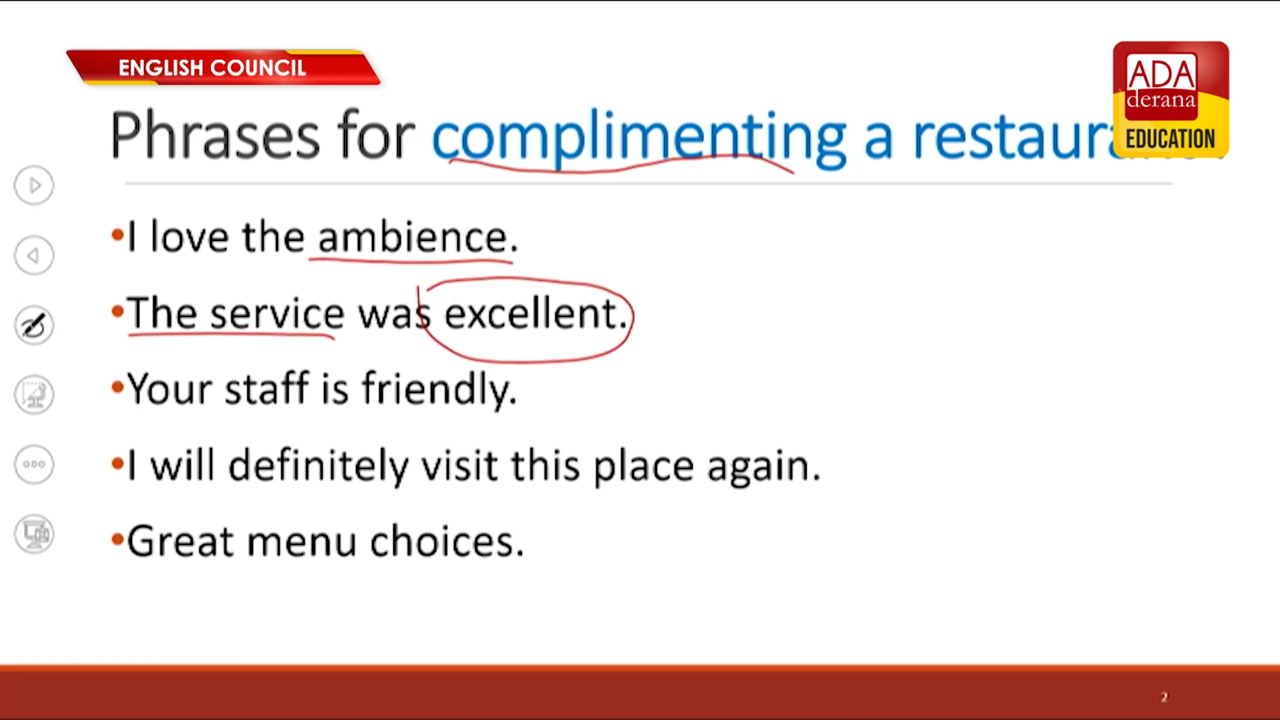 ENGLISH COUNCIL
ADA
derana
EDUCATION
Phrases for complimenting a
•I love the ambience.
•The service was excellent.
•Your staff is friendly.
•I will definitely visit this place again.
•Great menu choices.
2